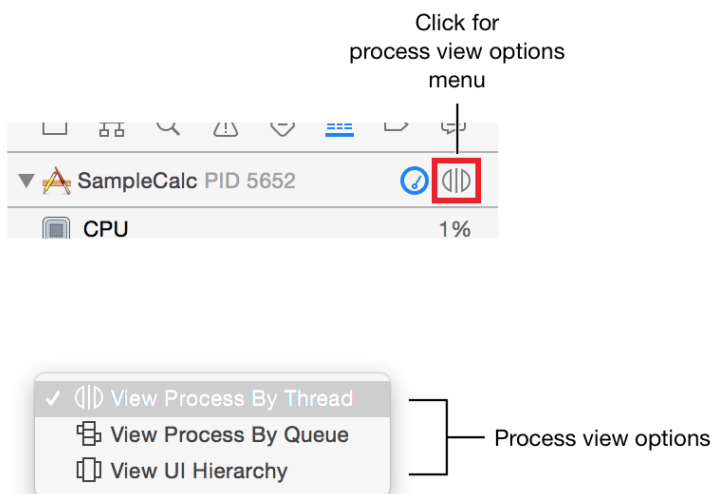 Click for
process view options
menu
SampleCalc PID 5652
CPU 1%
View Process By Thread
View Process By Queue
View UI Hierarchy
Process view options